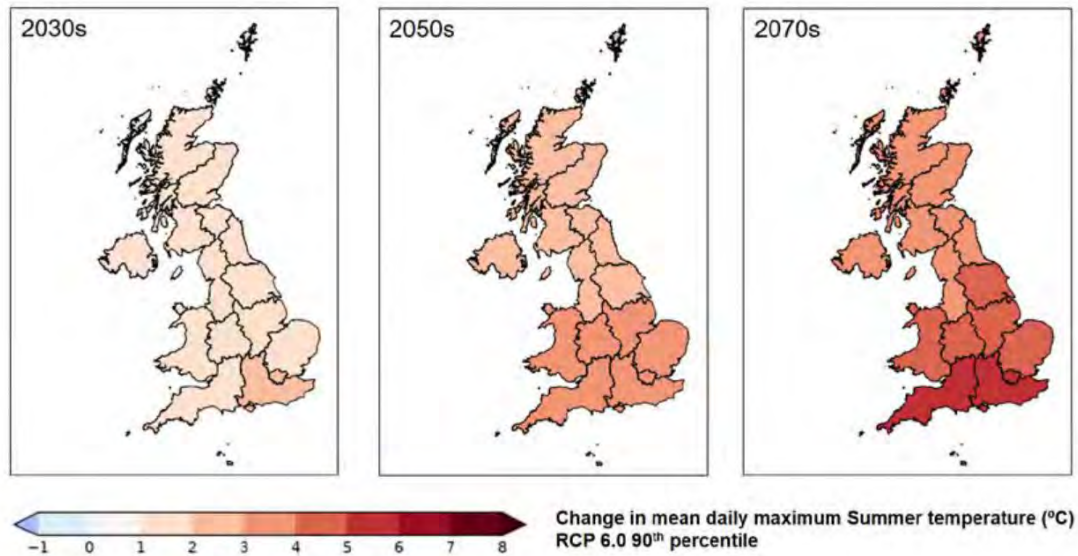 2030s
2050s
2070s
−1 0 1 2 3 4 5 6 7 8
Change in mean daily maximum Summer temperature (ºC)
RCP 6.0 90th percentile